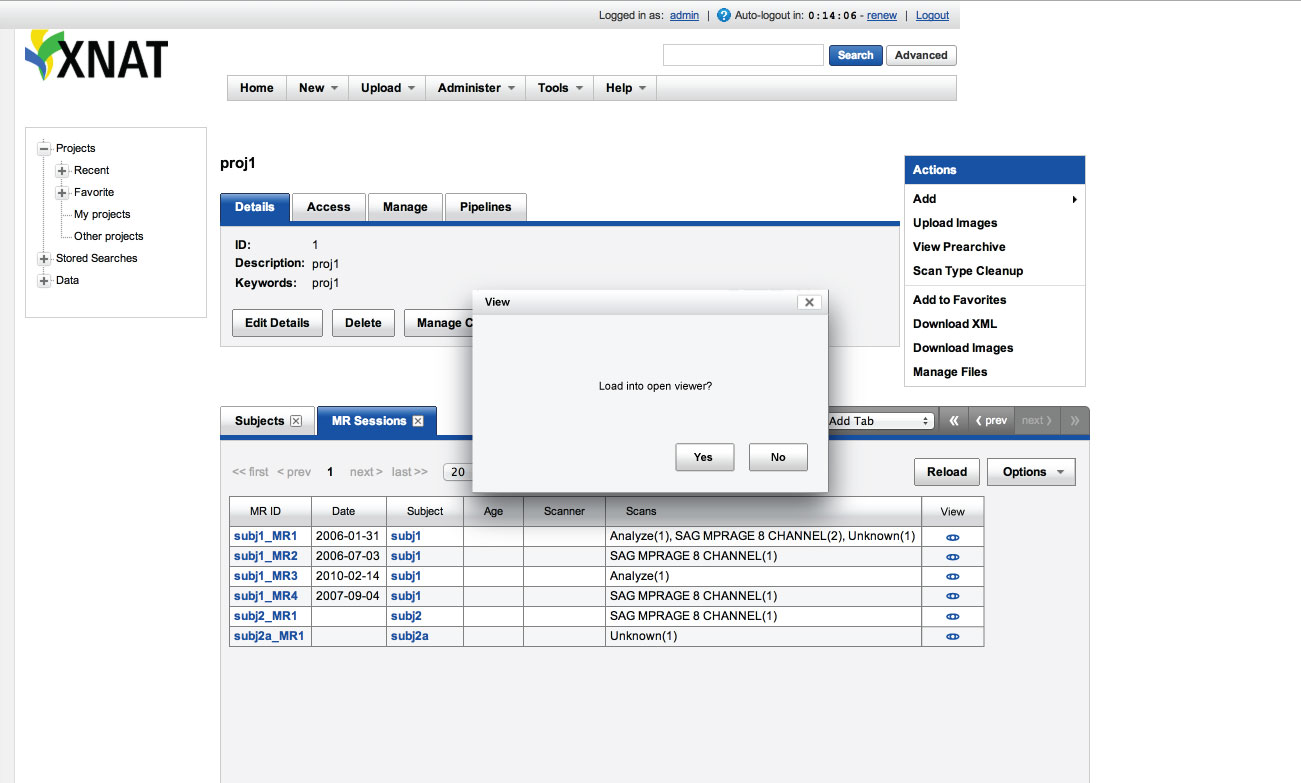 Logged in as: admin | ? Auto-logout in: 0:14:06 - renew | Logout
XNAT
Search Advanced
Home New Upload Administer Tools Help
Projects
Recent
Favorite
My projects
Other projects
Stored Searches
Data
proj1
Details Access Manage Pipelines
ID: 1
Description: proj1
Keywords: proj1
Edit Details Delete Manage C
Actions
Add
Upload Images
View Prearchive
Scan Type Cleanup
Add to Favorites
Download XML
Download Images
Manage Files
View
Load into open viewer?
Yes No
Subjects MR Sessions Add Tab « ‹ prev next › »
<< first < prev 1 next > last >> 20 Reload Options
MR ID Date Subject Age Scanner Scans View
subj1_MR1 2006-01-31 subj1 Analyze(1), SAG MPRAGE 8 CHANNEL(2), Unknown(1)
subj1_MR2 2006-07-03 subj1 SAG MPRAGE 8 CHANNEL(1)
subj1_MR3 2010-02-14 subj1 Analyze(1)
subj1_MR4 2007-09-04 subj1 SAG MPRAGE 8 CHANNEL(1)
subj2_MR1 subj2 SAG MPRAGE 8 CHANNEL(1)
subj2a_MR1 subj2a Unknown(1)